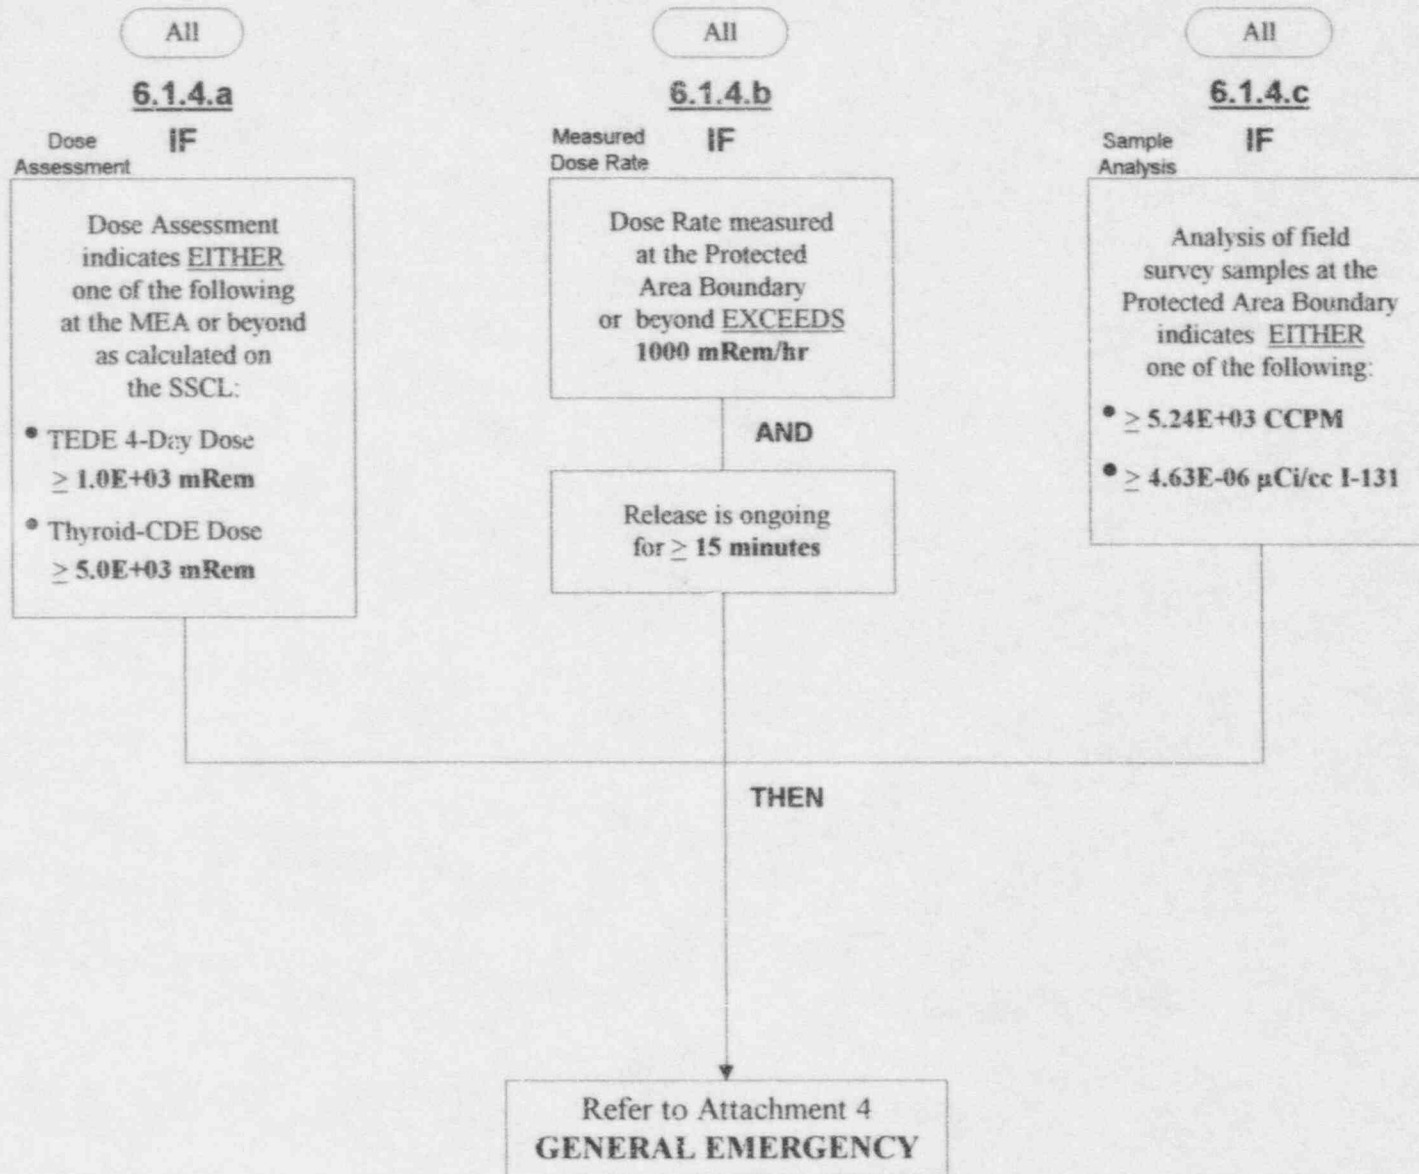 All
6.1.4.a
IF
Dose
Assessment
Dose Assessment
indicates EITHER
one of the following
at the MEA or beyond
as calculated on
the SSCL:
• TEDE 4-Day Dose
≥ 1.0E+03 mRem
• Thyroid-CDE Dose
≥ 5.0E+03 mRem
All
6.1.4.b
IF
Measured
Dose Rate
Dose Rate measured
at the Protected
Area Boundary
or beyond EXCEEDS
1000 mRem/hr
AND
Release is ongoing
for ≥ 15 minutes
All
6.1.4.c
IF
Sample
Analysis
Analysis of field
survey samples at the
Protected Area Boundary
indicates EITHER
one of the following:
• ≥ 5.24E+03 CCPM
• ≥ 4.63E-06 µCi/cc I-131
THEN
Refer to Attachment 4
GENERAL EMERGENCY